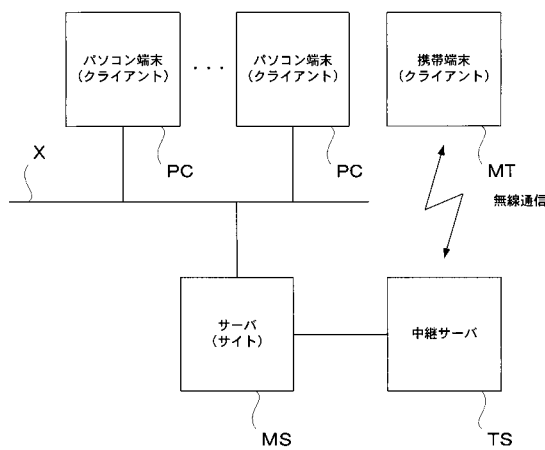 パソコン端末
(クライアント)
・・・
パソコン端末
(クライアント)
携帯端末
(クライアント)
X
PC
PC
MT
無線通信
サーバ
(サイト)
中継サーバ
MS
TS